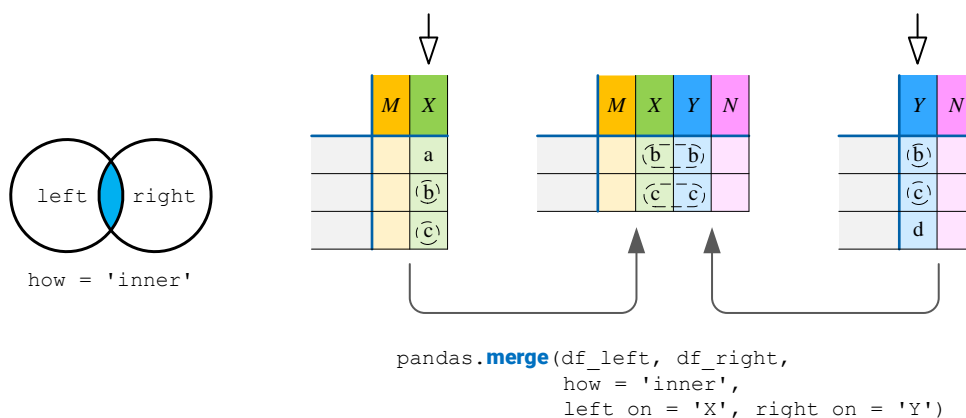 M X
M X Y N
Y N
a
b b
b
left right
b
c c
c
c
d
how = 'inner'
pandas.merge(df_left, df_right,
how = 'inner',
left_on = 'X', right_on = 'Y')